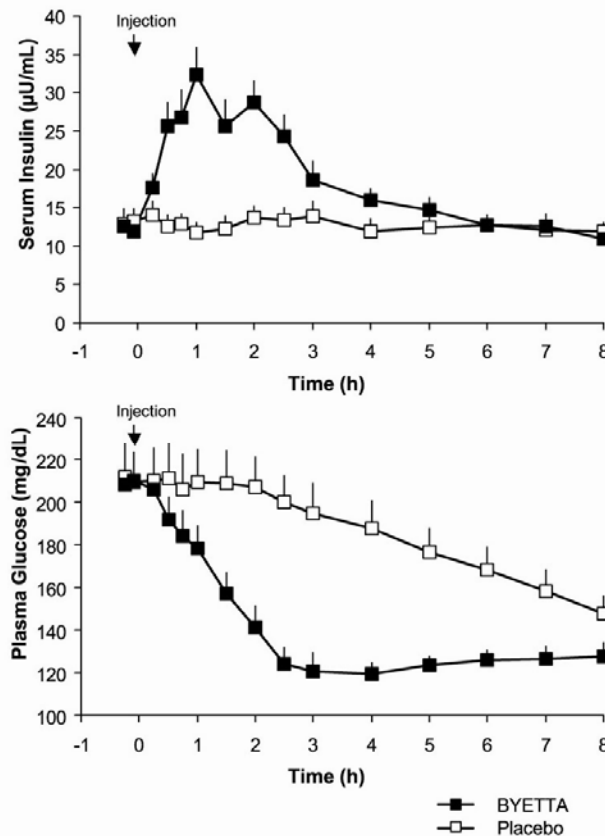 Injection
Serum Insulin (µU/mL)
40
35
30
25
20
15
10
5
0
-1 0 1 2 3 4 5 6 7 8
Time (h)
Injection
Plasma Glucose (mg/dL)
240
220
200
180
160
140
120
100
-1 0 1 2 3 4 5 6 7 8
Time (h)
BYETTA
Placebo